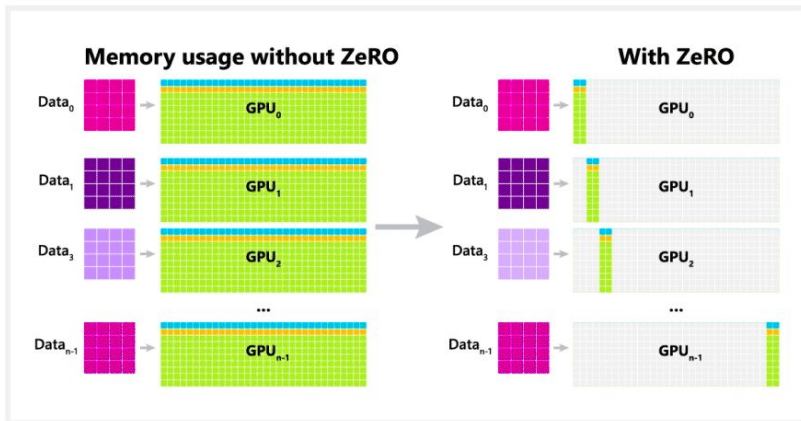 Memory usage without ZeRO
With ZeRO
Data0
GPU0
Data0
GPU0
Data1
GPU1
Data1
GPU1
Data3
GPU2
Data3
GPU2
...
...
Datan-1
GPUn-1
Datan-1
GPUn-1